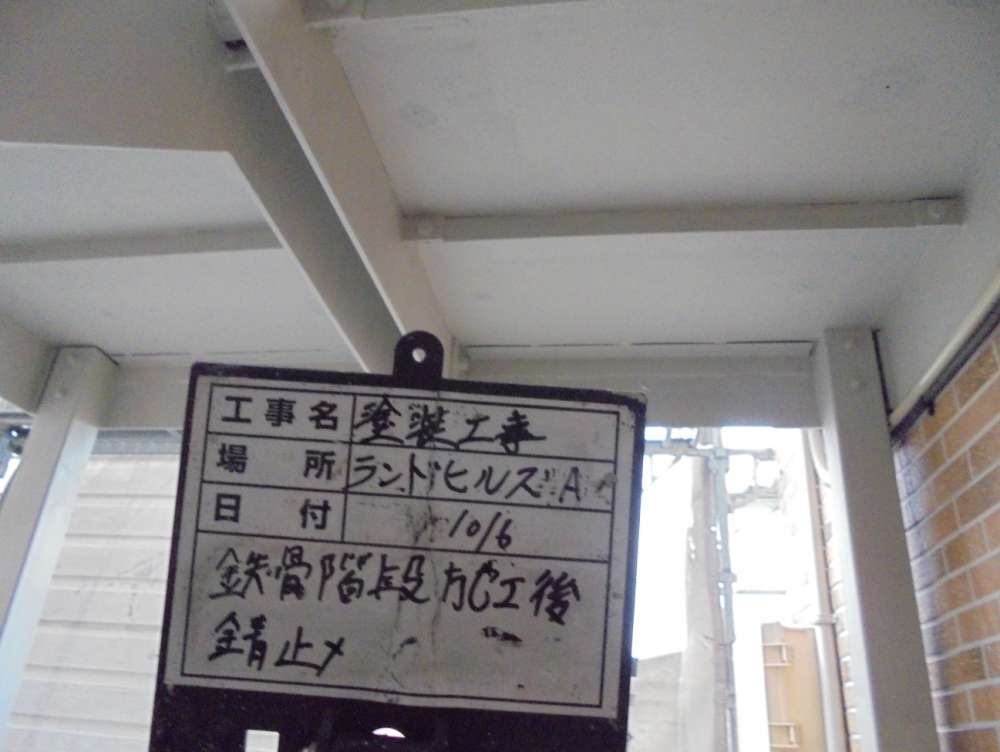 工事名 塗装工事
場所 ランドヒルズA
日付 10/6
鉄骨階段施工後
錆止メ